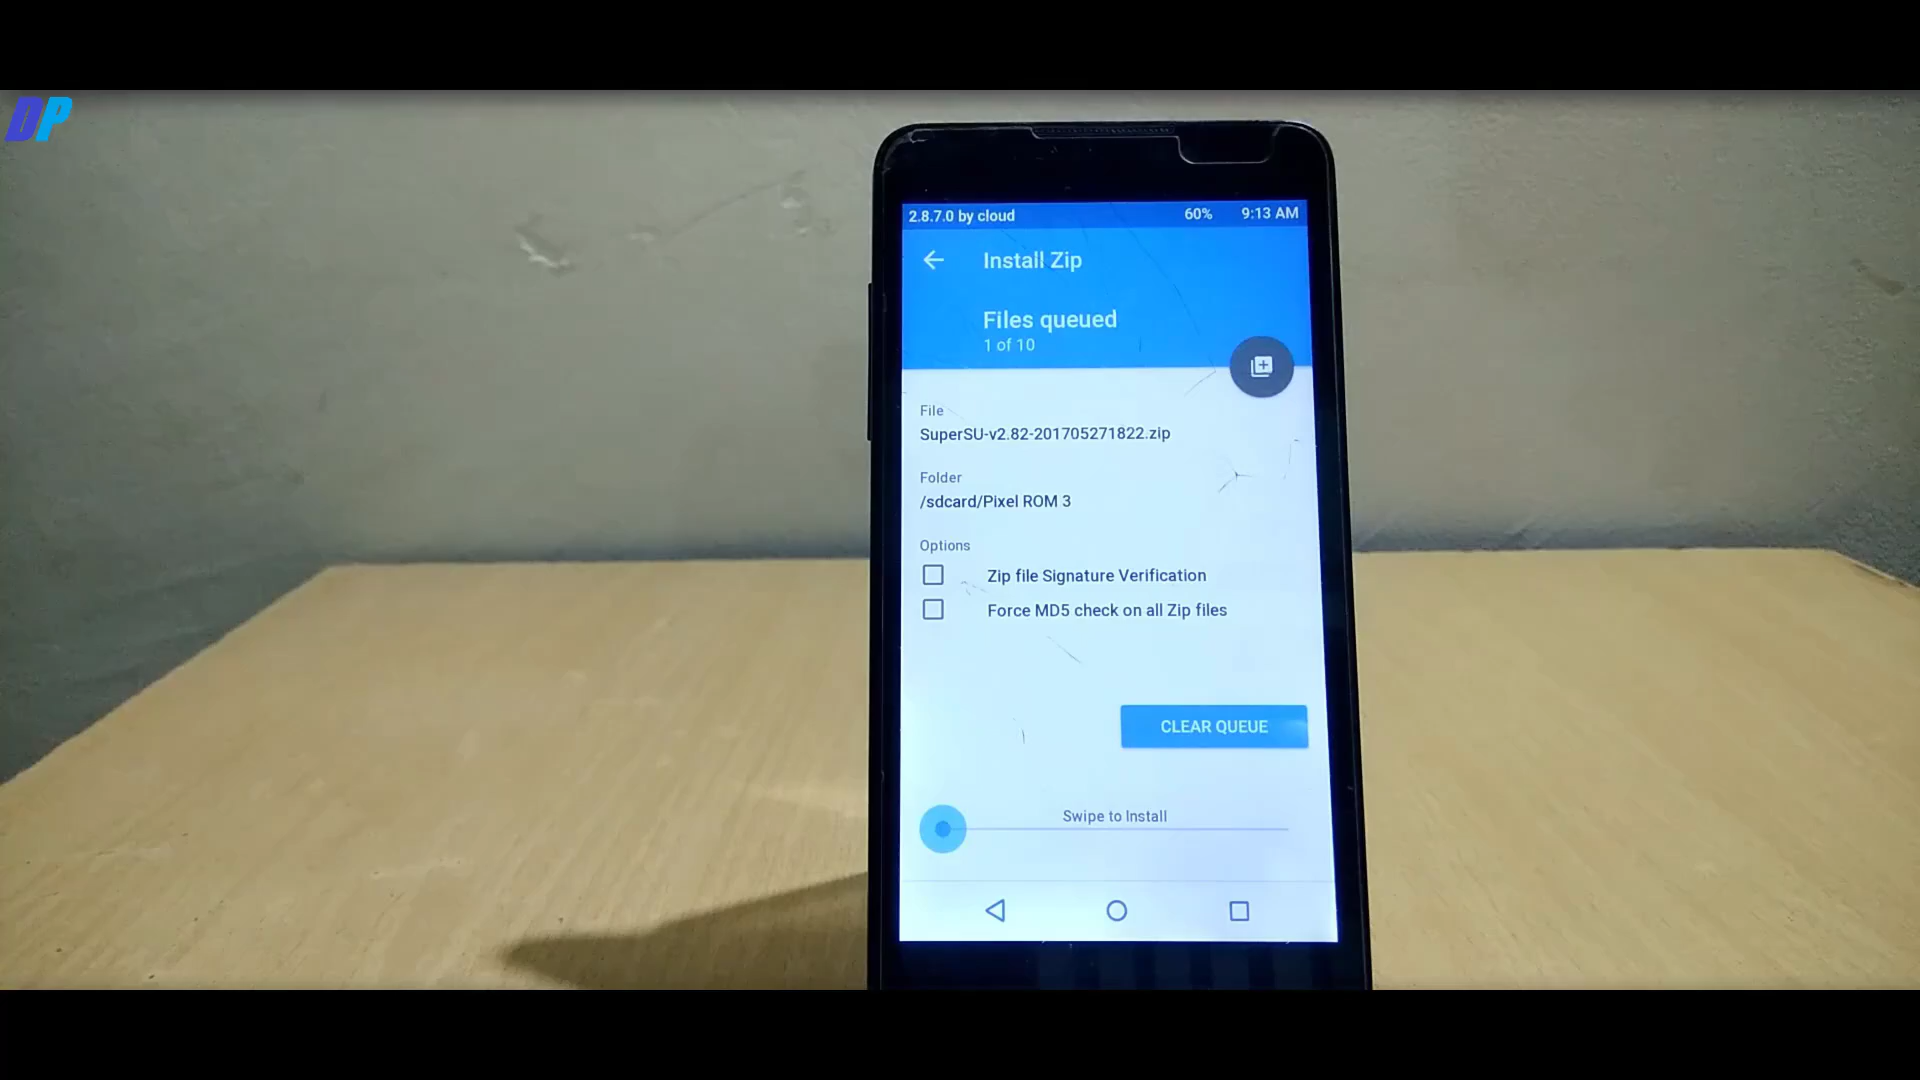 DP
2.8.7.0 by cloud 60% 9:13 AM
Install Zip
Files queued
1 of 10
File
SuperSU-v2.82-201705271822.zip
Folder
/sdcard/Pixel ROM 3
Options
Zip file Signature Verification
Force MD5 check on all Zip files
CLEAR QUEUE
Swipe to Install